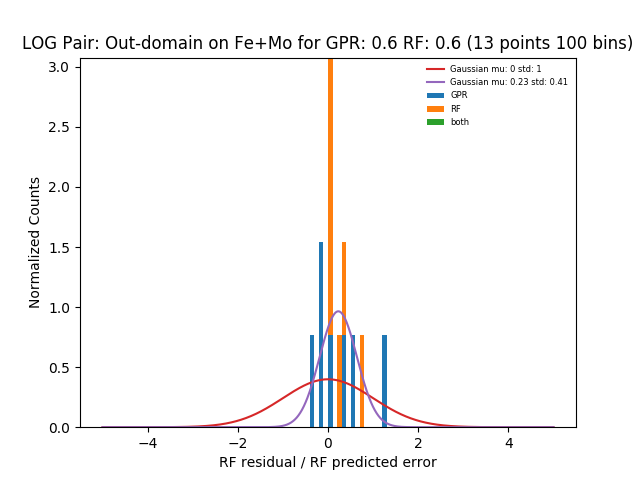 LOG Pair: Out-domain on Fe+Mo for GPR: 0.6 RF: 0.6 (13 points 100 bins)
3.0
2.5
2.0
1.5
1.0
0.5
0.0
Normalized Counts
Gaussian mu: 0 std: 1
Gaussian mu: 0.23 std: 0.41
GPR
RF
both
−4
−2
0
2
4
RF residual / RF predicted error